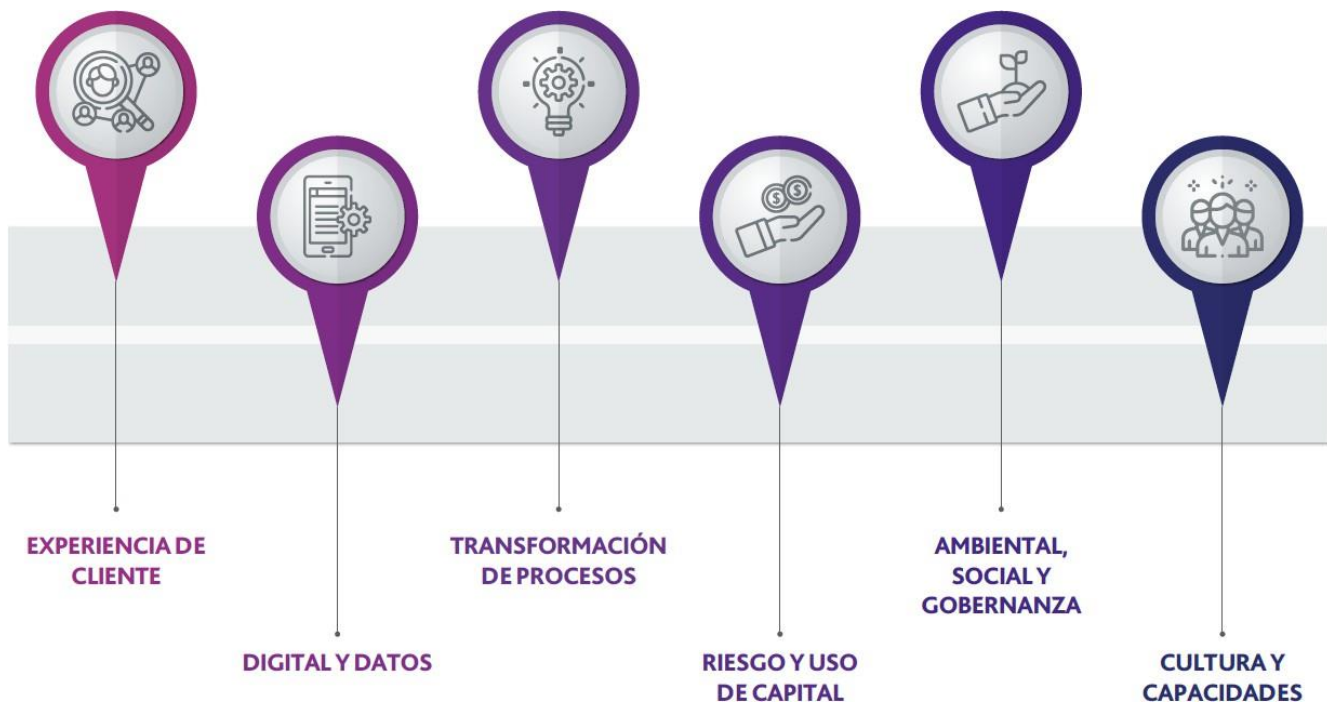 EXPERIENCIA DE
CLIENTE
DIGITAL Y DATOS
TRANSFORMACIÓN
DE PROCESOS
RIESGO Y USO
DE CAPITAL
AMBIENTAL,
SOCIAL Y
GOBERNANZA
CULTURA Y
CAPACIDADES